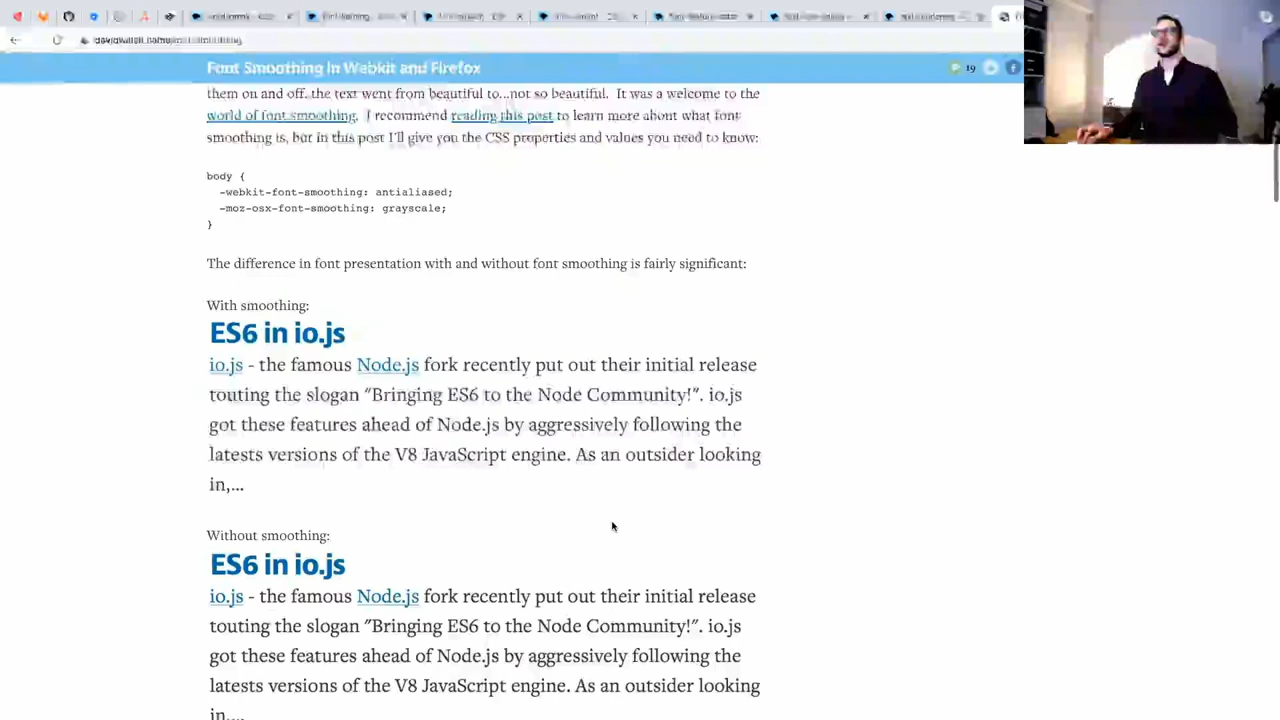 Font Smoothing in Webkit and Firefox
19
them on and off..the text went from beautiful to...not so beautiful. It was a welcome to the
world of font smoothing. I recommend reading this post to learn more about what font
smoothing is, but in this post I'll give you the CSS properties and values you need to know:
body {
-webkit-font-smoothing: antialiased;
-moz-osx-font-smoothing: grayscale;
}
The difference in font presentation with and without font smoothing is fairly significant:
With smoothing:
ES6 in io.js
io.js - the famous Node.js fork recently put out their initial release
touting the slogan "Bringing ES6 to the Node Community!". io.js
got these features ahead of Node.js by aggressively following the
latests versions of the V8 JavaScript engine. As an outsider looking
in,...
Without smoothing:
ES6 in io.js
io.js - the famous Node.js fork recently put out their initial release
touting the slogan "Bringing ES6 to the Node Community!". io.js
got these features ahead of Node.js by aggressively following the
latests versions of the V8 JavaScript engine. As an outsider looking
in,...